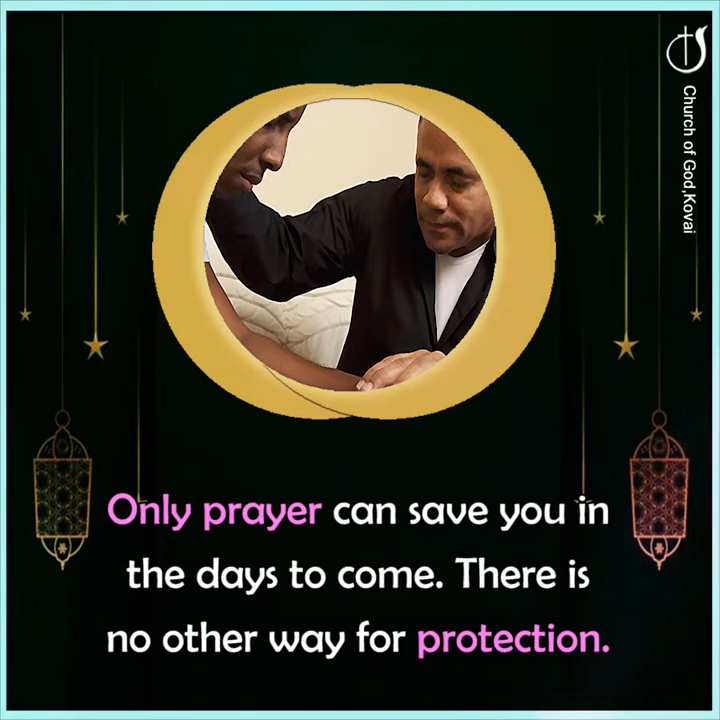 Church of God,Kovai
Only prayer can save you in
the days to come. There is
no other way for protection.